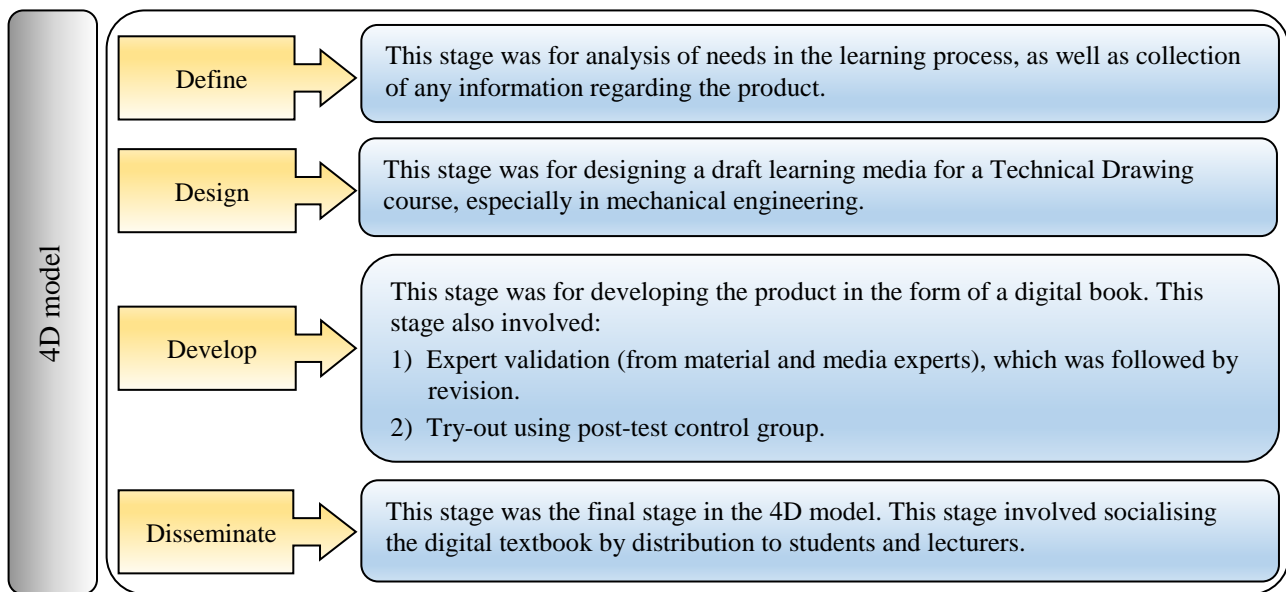 4D model
Define
This stage was for analysis of needs in the learning process, as well as collection
of any information regarding the product.
Design
This stage was for designing a draft learning media for a Technical Drawing
course, especially in mechanical engineering.
Develop
This stage was for developing the product in the form of a digital book. This
stage also involved:
1) Expert validation (from material and media experts), which was followed by
revision.
2) Try-out using post-test control group.
Disseminate
This stage was the final stage in the 4D model. This stage involved socialising
the digital textbook by distribution to students and lecturers.